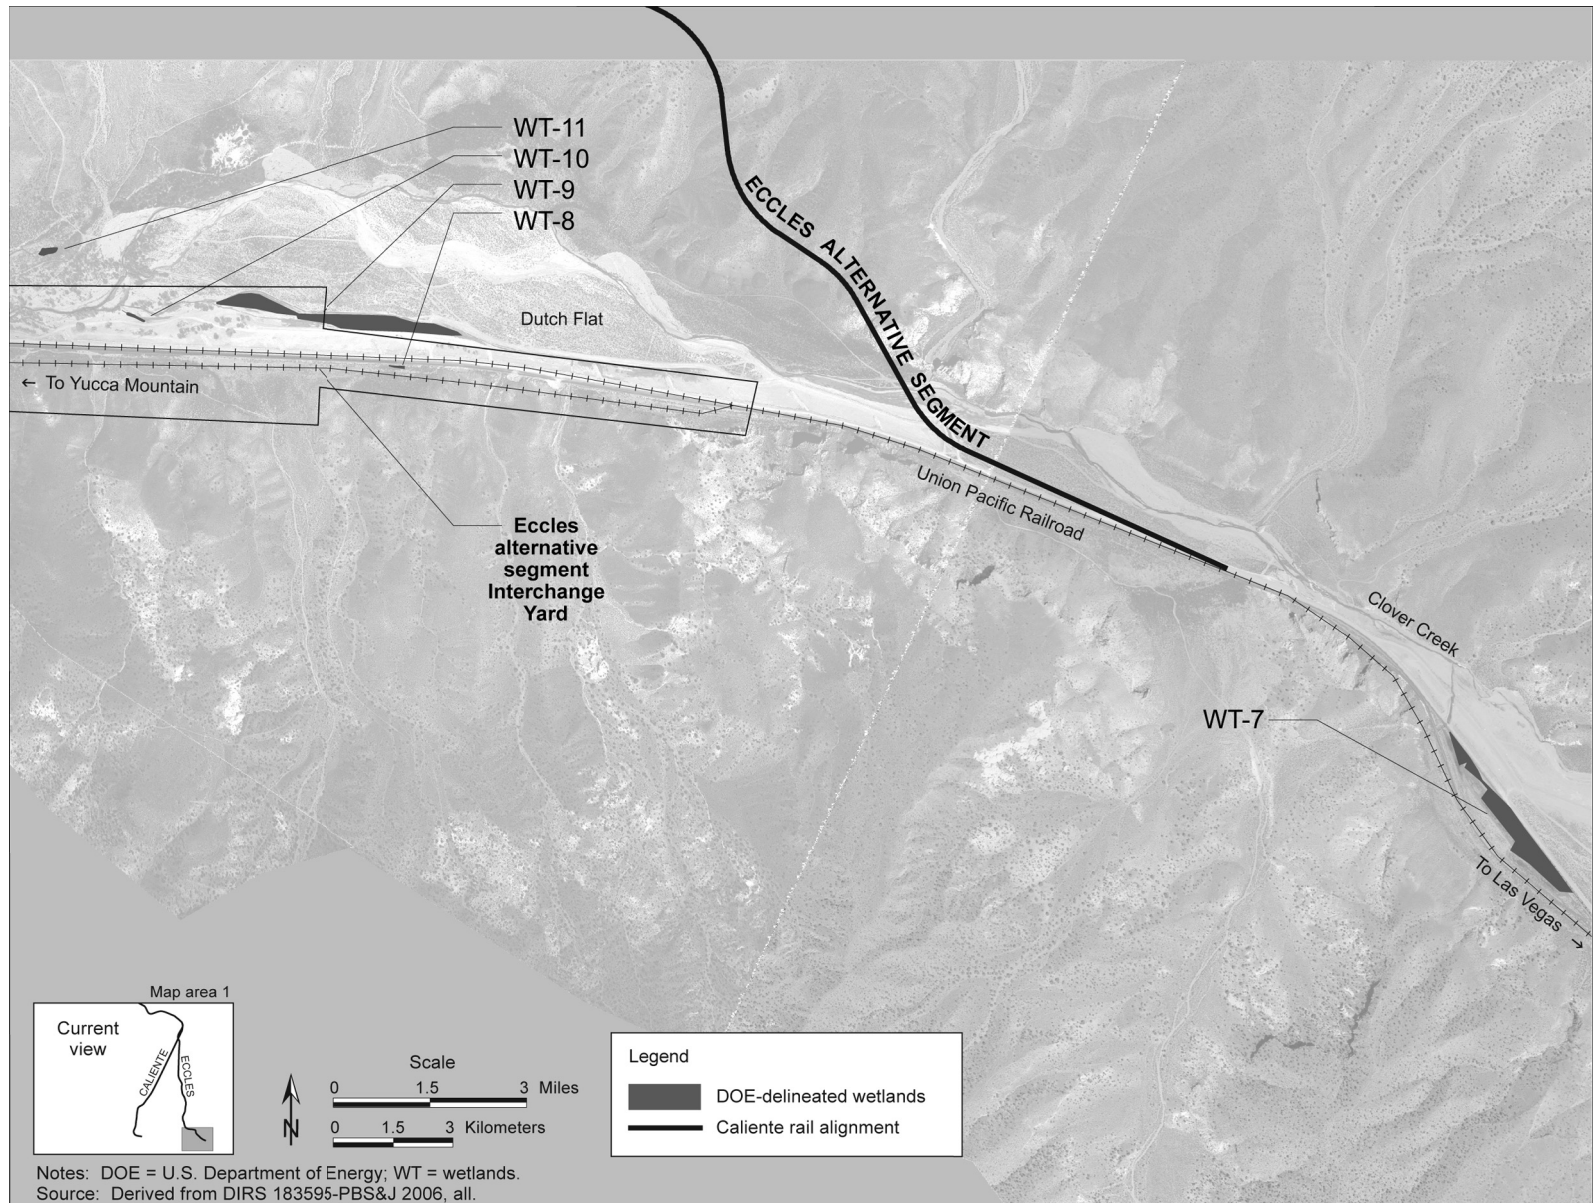 WT-11
WT-10
WT-9
WT-8
ECCLES ALTERNATIVE SEGMENT
Dutch Flat
← To Yucca Mountain
Union Pacific Railroad
Eccles
alternative
segment
Interchange
Yard
Clover Creek
WT-7
To Las Vegas →
Map area 1
Current
view
CALIENTE
ECCLES
N
Scale
0 1.5 3 Miles
0 1.5 3 Kilometers
Legend
DOE-delineated wetlands
Caliente rail alignment
Notes: DOE = U.S. Department of Energy; WT = wetlands.
Source: Derived from DIRS 183595-PBS&J 2006, all.